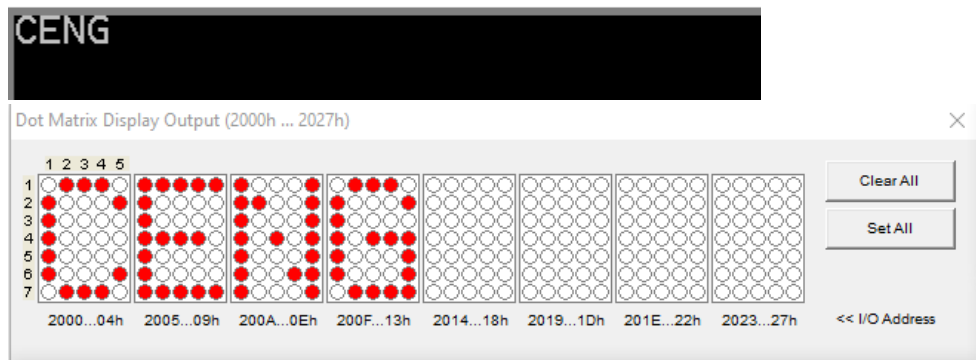 CENG
Dot Matrix Display Output (2000h ... 2027h)
1 2 3 4 5
1
2
3
4
5
6
7
CENG
Clear All
Set All
2000...04h 2005...09h 200A...0Eh 200F...13h 2014...18h 2019...1Dh 201E...22h 2023...27h << I/O Address